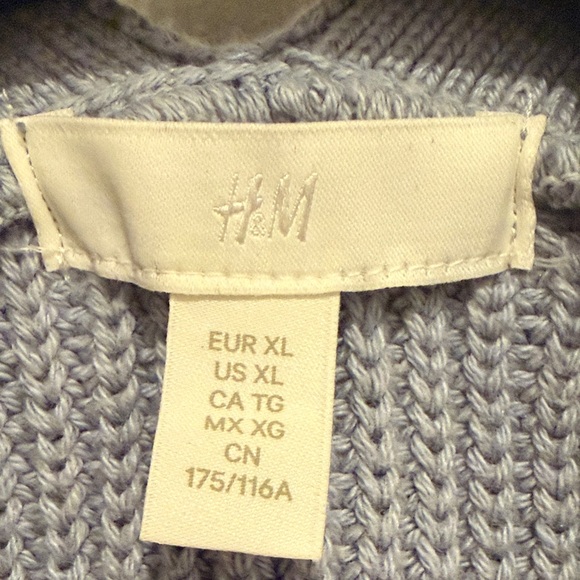 H&M
EUR XL
US XL
CA TG
MX XG
CN
175/116A